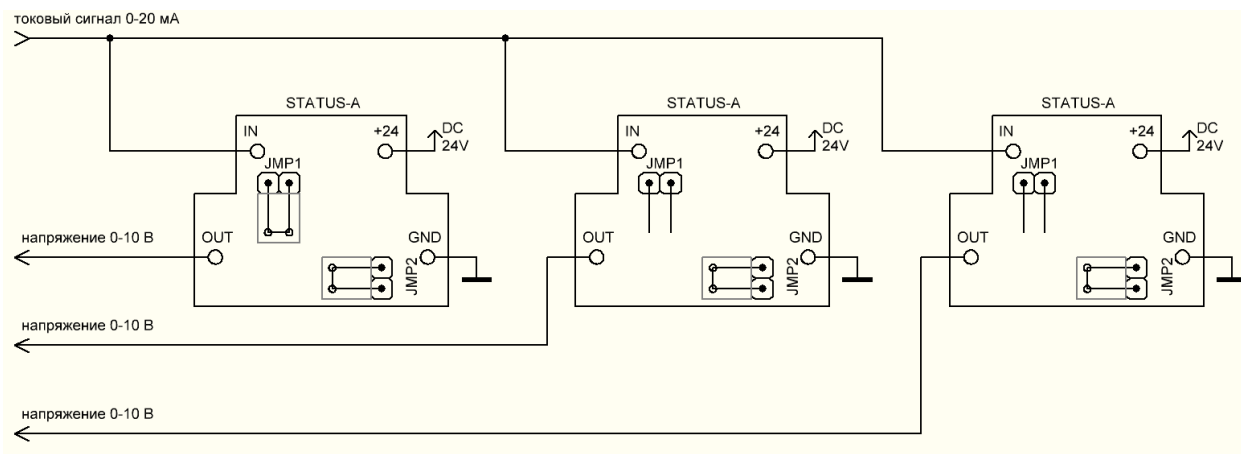 токовый сигнал 0-20 мА
STATUS-A
STATUS-A
STATUS-A
IN
+24
DC
24V
IN
+24
DC
24V
IN
+24
DC
24V
JMP1
JMP1
JMP1
напряжение 0-10 В
OUT
GND
OUT
GND
OUT
GND
JMP2
JMP2
JMP2
напряжение 0-10 В
напряжение 0-10 В